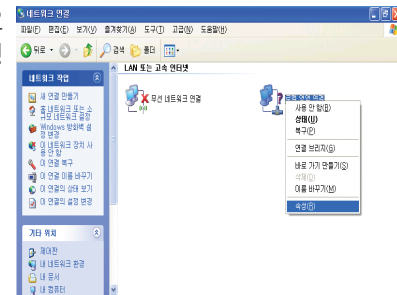 네트워크 연결
파일(F) 편집(E) 보기(V) 즐겨찾기(A) 도구(T) 고급(N) 도움말(H)
뒤로 검색 폴더
네트워크 작업
새 연결 만들기
홈 네트워크 또는 소규모 네트워크 설정
Windows 방화벽 설정 변경
이 네트워크 장치 사용 안 함
이 연결 복구
이 연결 이름 바꾸기
이 연결의 상태 보기
이 연결의 설정 변경
기타 위치
제어판
내 네트워크 환경
내 문서
내 컴퓨터
LAN 또는 고속 인터넷
무선 네트워크 연결
로컬 영역 연결
사용 안 함(B)
상태(U)
복구(P)
연결 브리지(G)
바로 가기 만들기(S)
삭제(D)
이름 바꾸기(M)
속성(R)